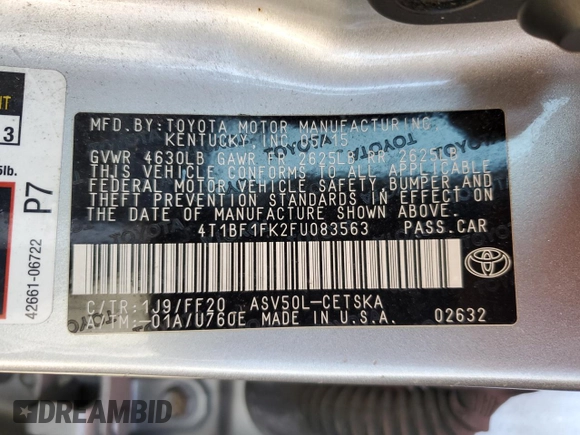 MFD.BY:TOYOTA MOTOR MANUFACTURING,
KENTUCKY, INC. 05/15
GVWR 4630LB GAWR FR 2625LB RR 2625LB
THIS VEHICLE CONFORMS TO ALL APPLICABLE
FEDERAL MOTOR VEHICLE SAFETY, BUMPER, AND
THEFT PREVENTION STANDARDS IN EFFECT ON
THE DATE OF MANUFACTURE SHOWN ABOVE.
4T1BF1FK2FU083563 PASS.CAR
C/TR:1J9/FF20 ASV50L-CETSKA
A/TM:-01A/U760E MADE IN U.S.A. 02632
TOYOTA
3
5lb.
P7
42661-06722
DREAMBID